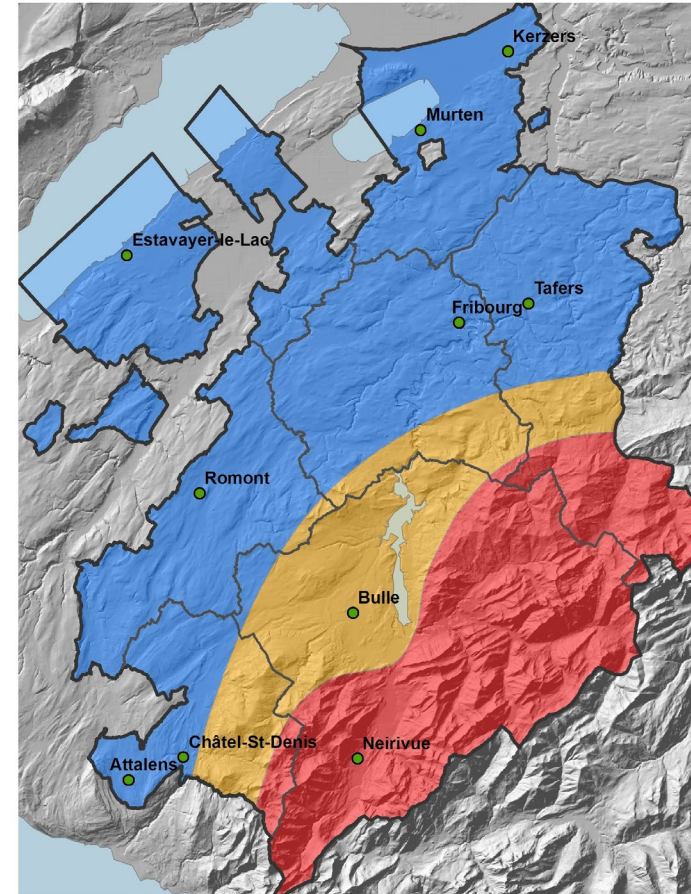 Kerzers
Murten
Estavayer-le-Lac
Tafers
Fribourg
Romont
Bulle
Châtel-St-Denis
Neirivue
Attalens